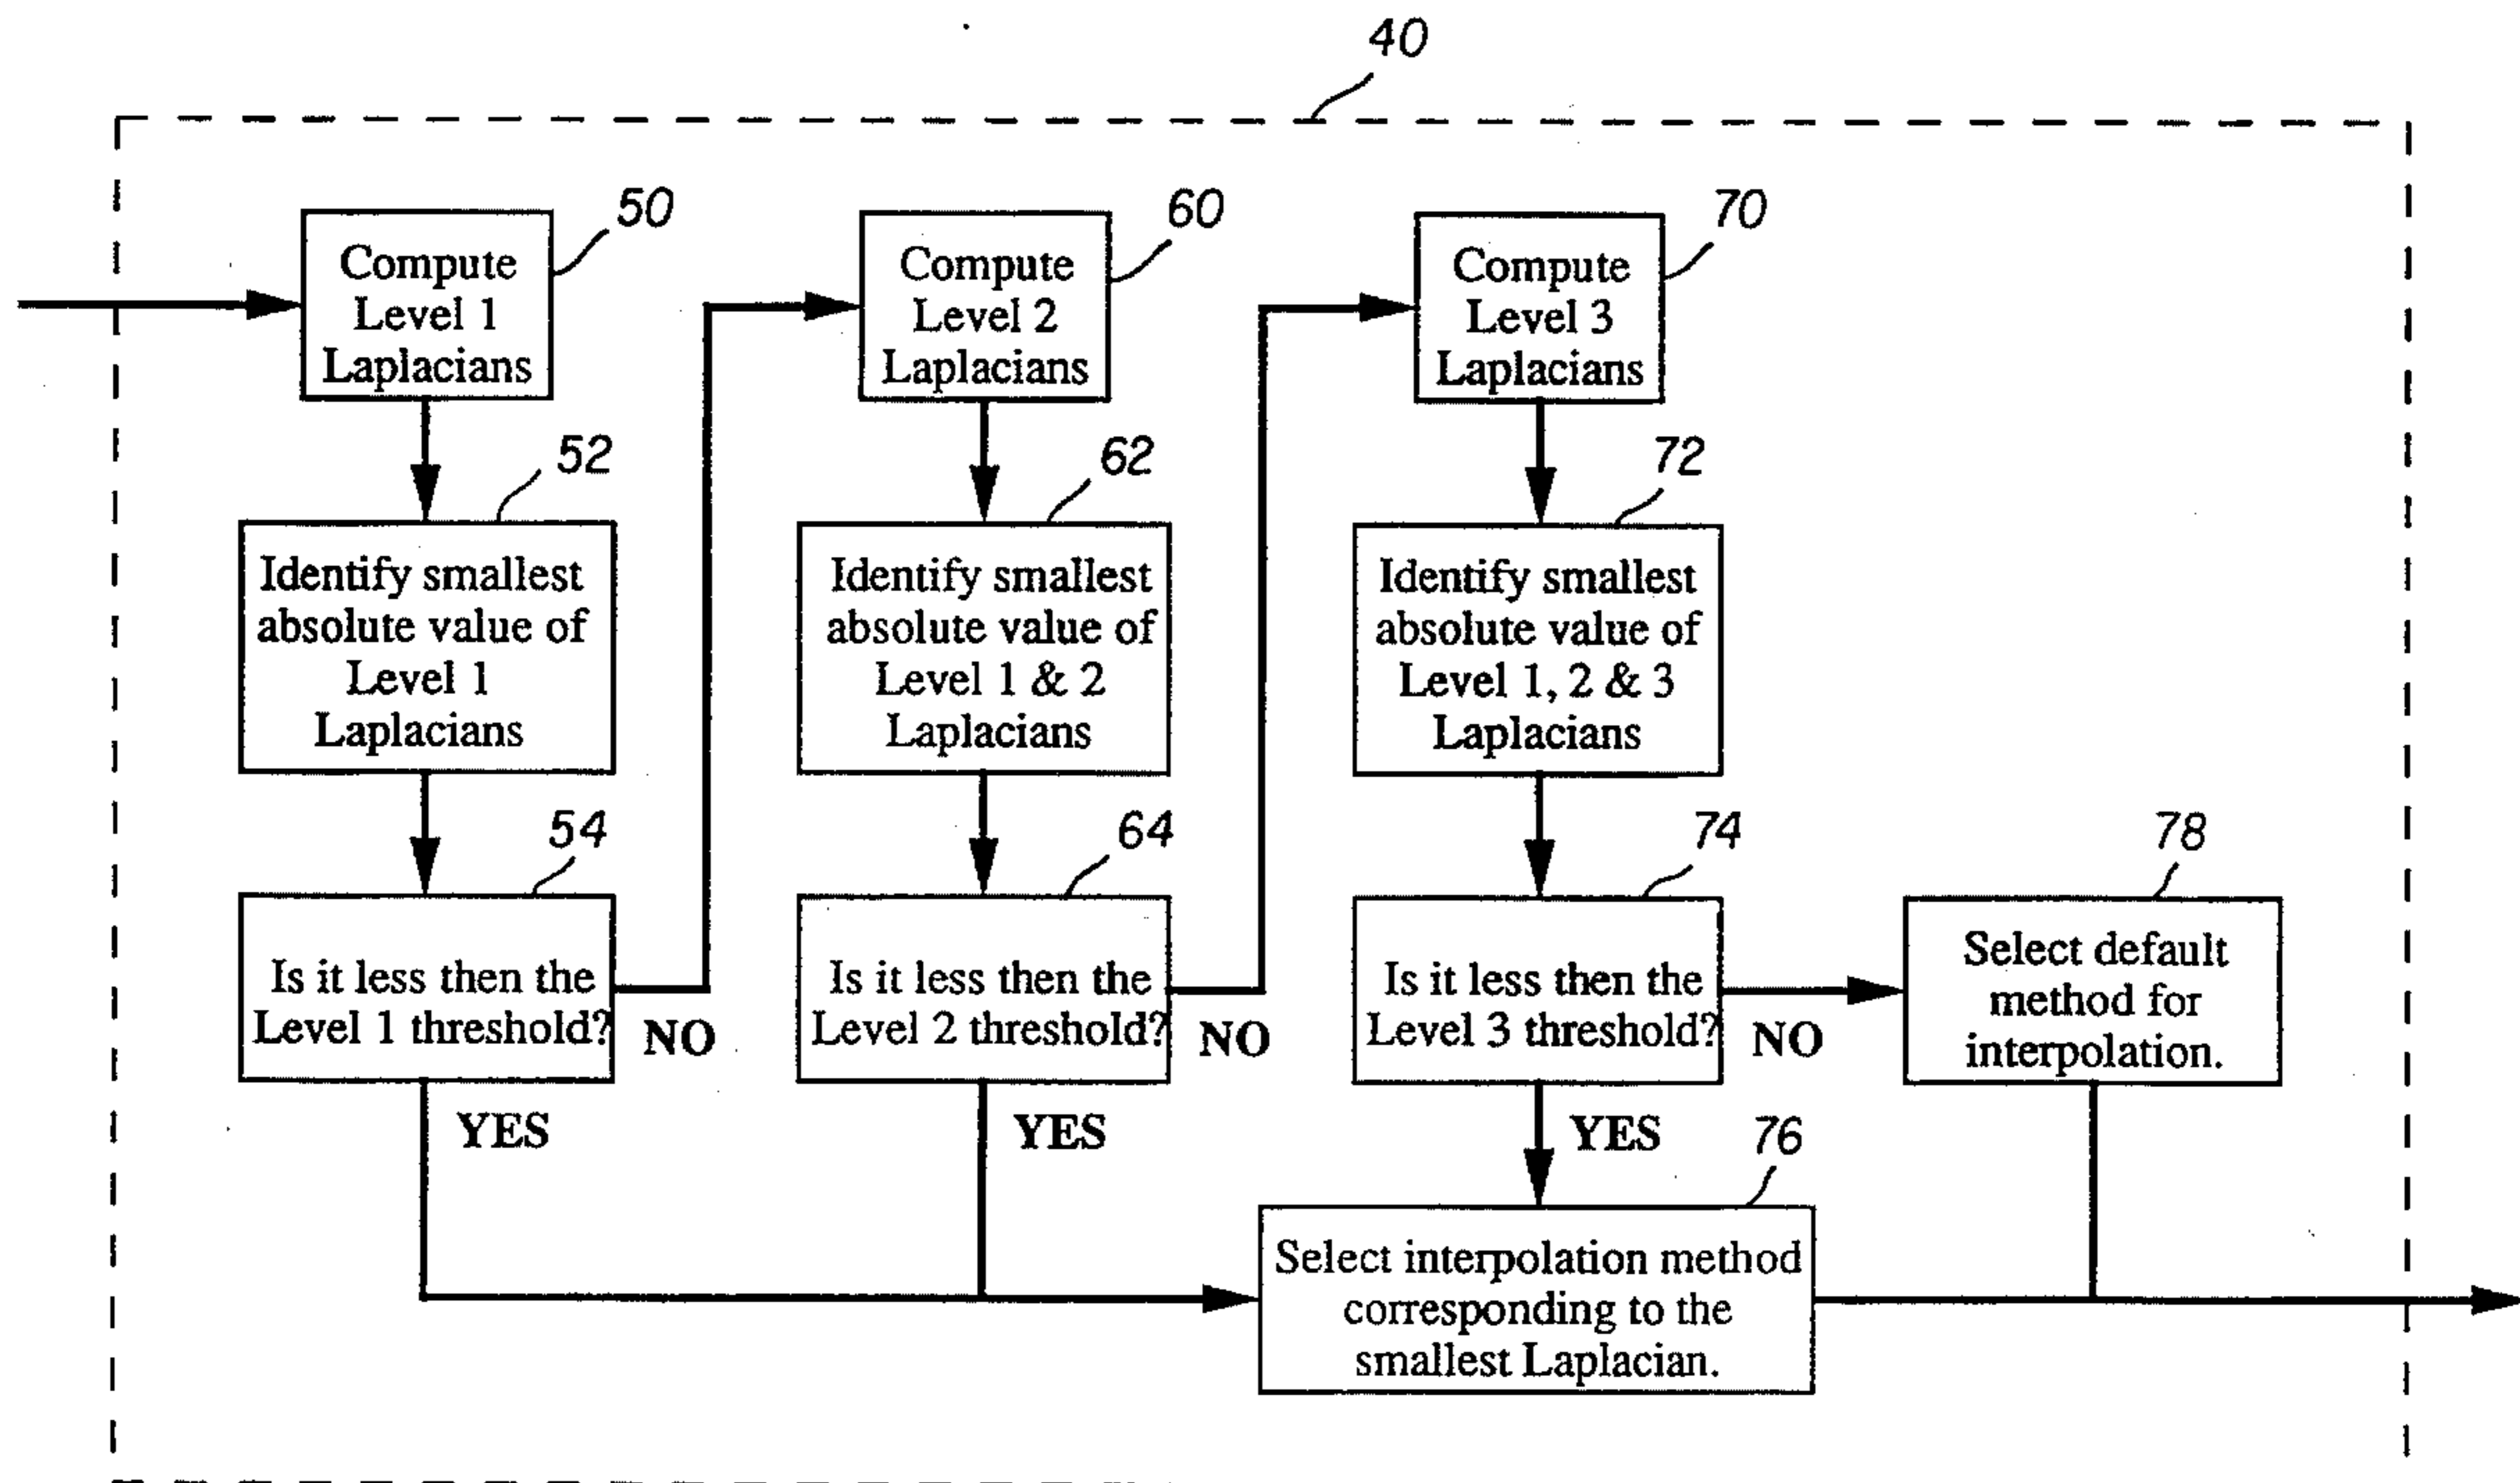 40
50
Compute
Level 1
Laplacians
60
Compute
Level 2
Laplacians
70
Compute
Level 3
Laplacians
52
Identify smallest
absolute value of
Level 1
Laplacians
62
Identify smallest
absolute value of
Level 1 & 2
Laplacians
72
Identify smallest
absolute value of
Level 1, 2 & 3
Laplacians
54
Is it less then the
Level 1 threshold?
NO
YES
64
Is it less then the
Level 2 threshold?
NO
YES
74
Is it less then the
Level 3 threshold?
NO
YES
78
Select default
method for
interpolation.
76
Select interpolation method
corresponding to the
smallest Laplacian.